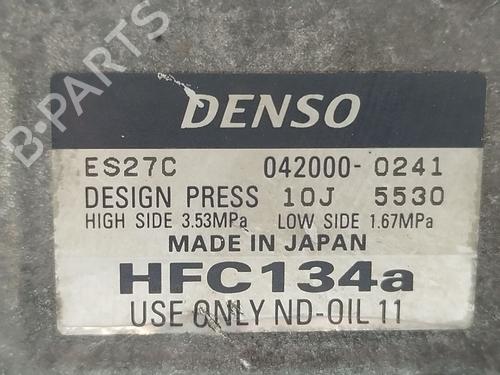 B-PARTS
DENSO
ES27C 042000-0241
DESIGN PRESS 10J 5530
HIGH SIDE 3.53MPa LOW SIDE 1.67MPa
MADE IN JAPAN
HFC134a
USE ONLY ND-OIL 11